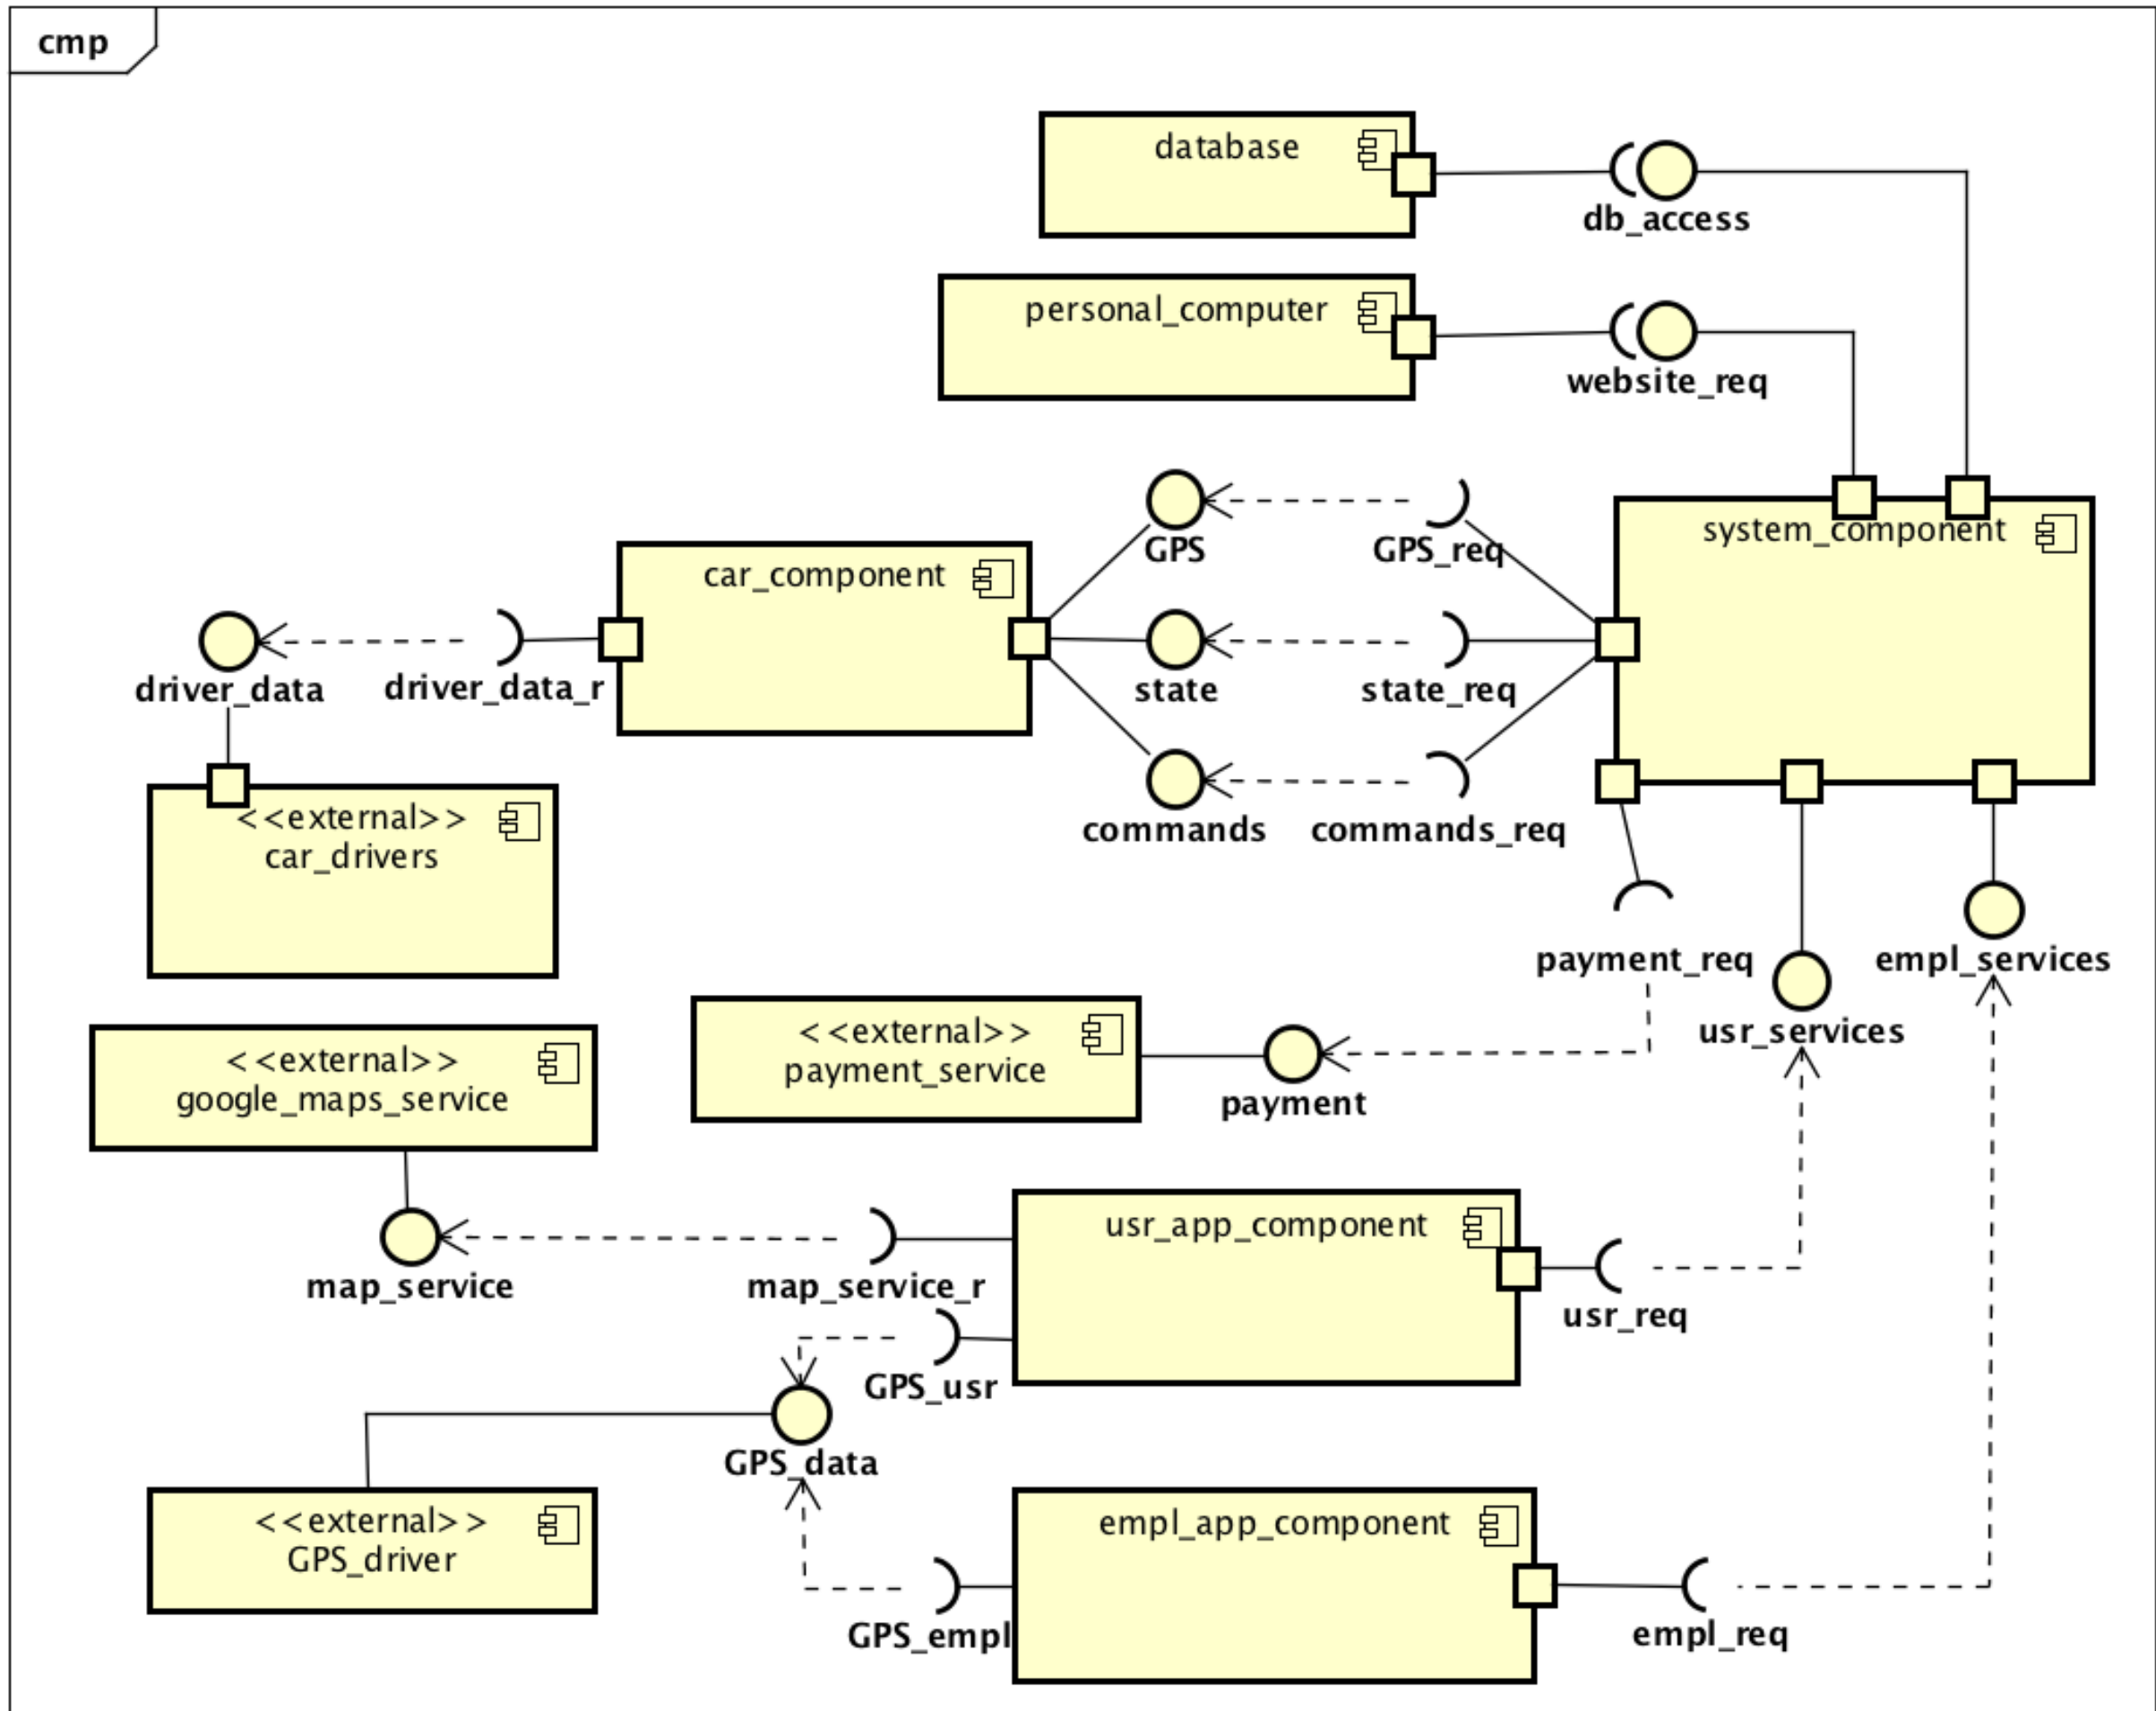 cmp
database
db_access
personal_computer
website_req
GPS
GPS_req
system_component
car_component
driver_data
driver_data_r
state
state_req
commands
commands_req
<<external>>
car_drivers
payment_req
empl_services
usr_services
<<external>>
payment_service
payment
<<external>>
google_maps_service
map_service
map_service_r
usr_app_component
usr_req
GPS_usr
GPS_data
<<external>>
GPS_driver
empl_app_component
GPS_empl
empl_req